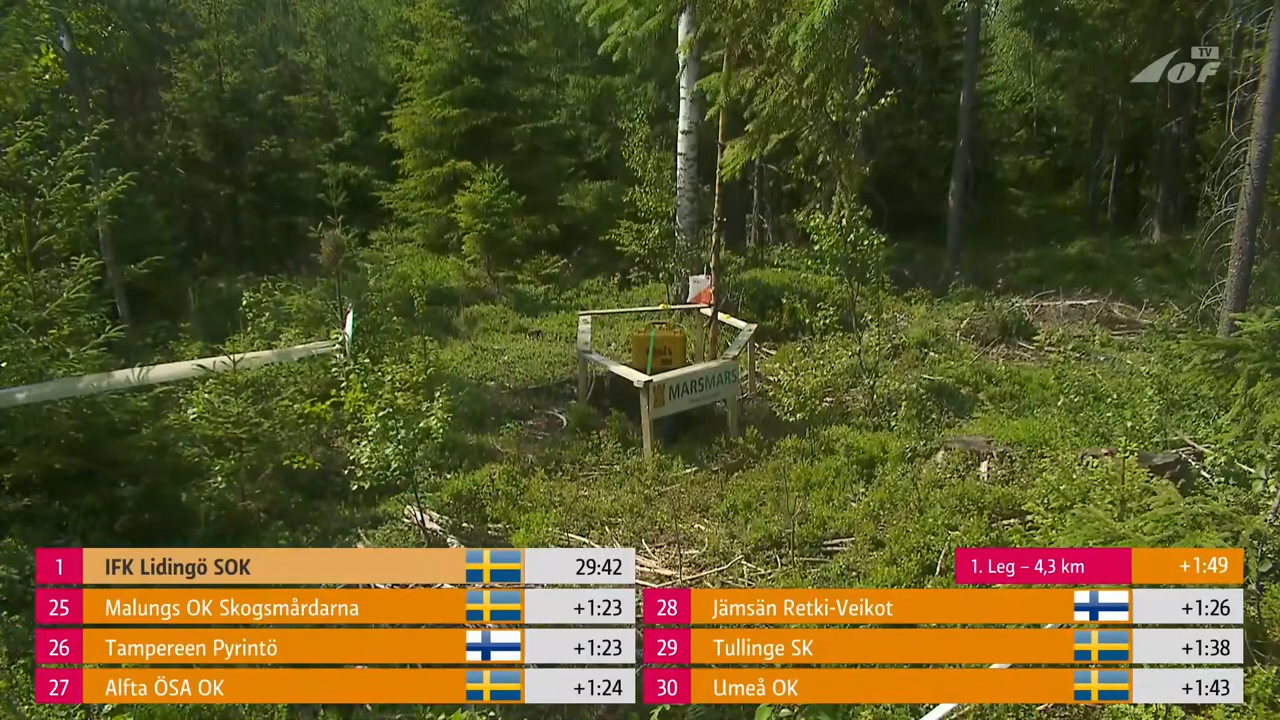 TV
OF
MARSMARS
1 IFK Lidingö SOK 29:42
1. Leg – 4,3 km +1:49
25 Malungs OK Skogsmårdarna +1:23
26 Tampereen Pyrintö +1:23
27 Alfta ÖSA OK +1:24
28 Jämsän Retki-Veikot +1:26
29 Tullinge SK +1:38
30 Umeå OK +1:43